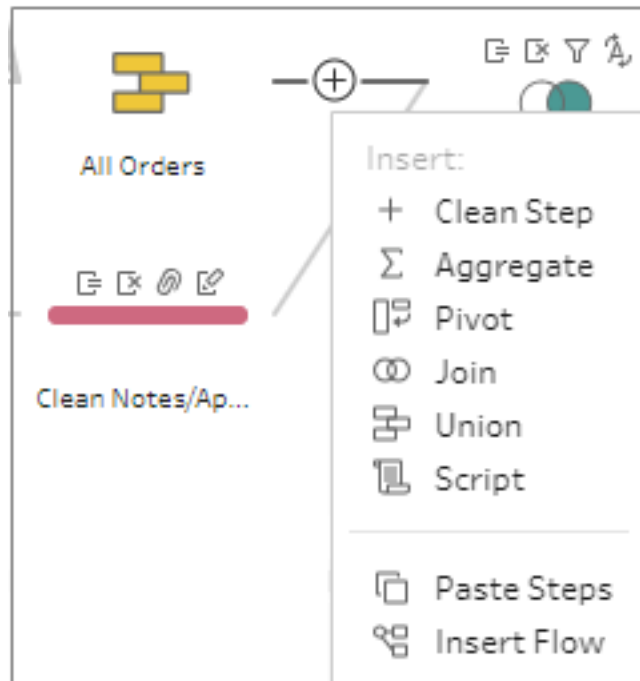 All Orders
Clean Notes/Ap...
Insert:
Clean Step
Aggregate
Pivot
Join
Union
Script
Paste Steps
Insert Flow